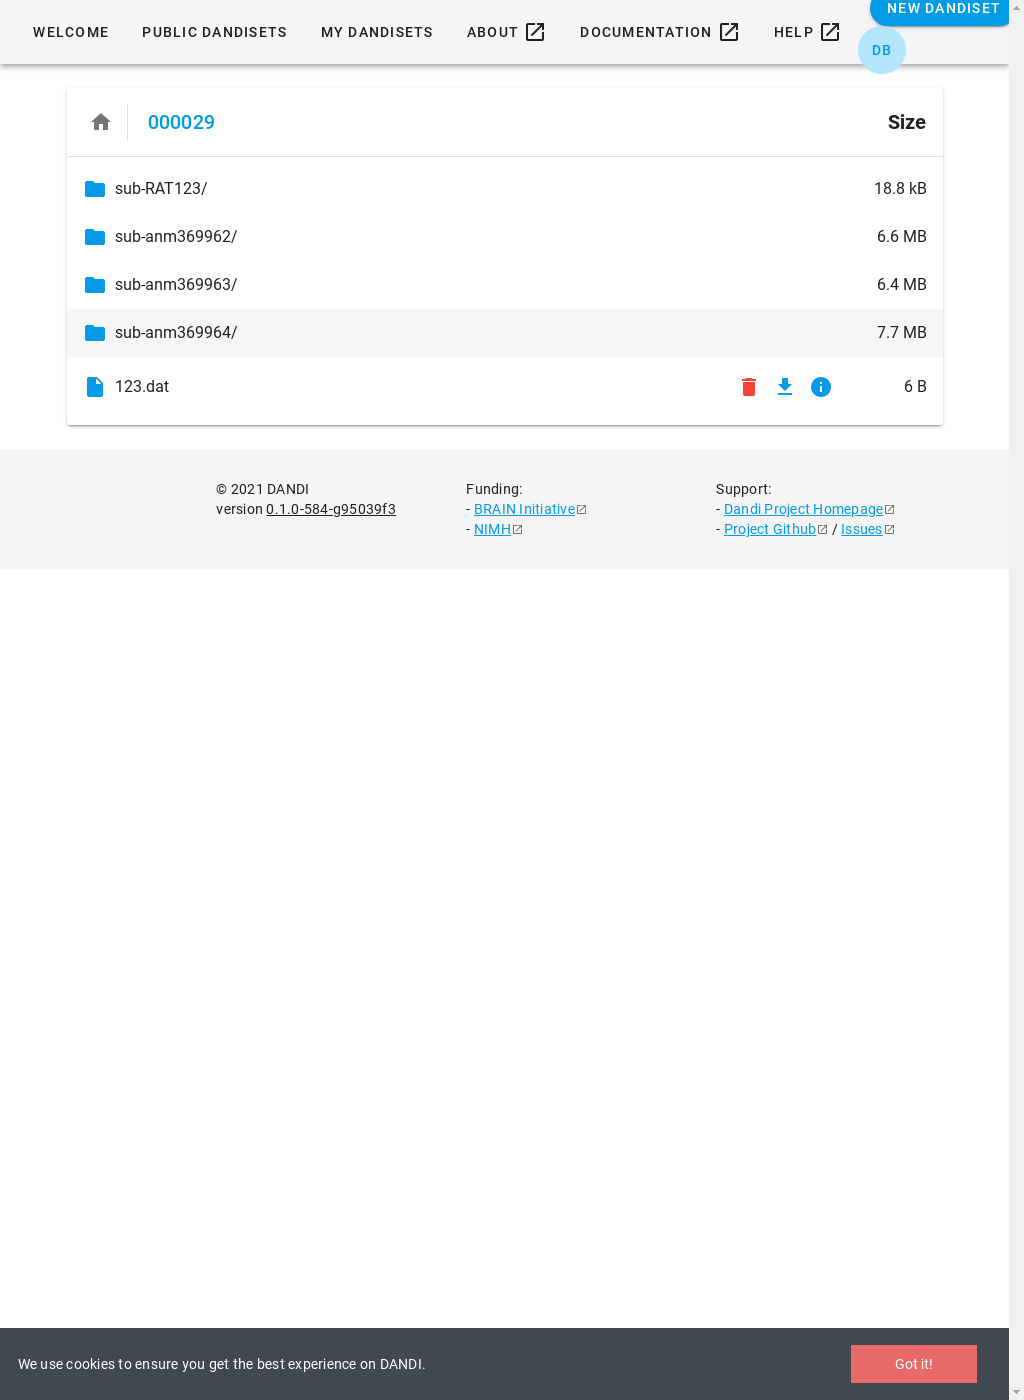 WELCOME PUBLIC DANDISETS MY DANDISETS ABOUT DOCUMENTATION HELP NEW DANDISET
DB
000029 Size
sub-RAT123/ 18.8 kB
sub-anm369962/ 6.6 MB
sub-anm369963/ 6.4 MB
sub-anm369964/ 7.7 MB
123.dat 6 B
© 2021 DANDI
version 0.1.0-584-g95039f3
Funding:
- BRAIN Initiative
- NIMH
Support:
- Dandi Project Homepage
- Project Github / Issues
We use cookies to ensure you get the best experience on DANDI. Got it!